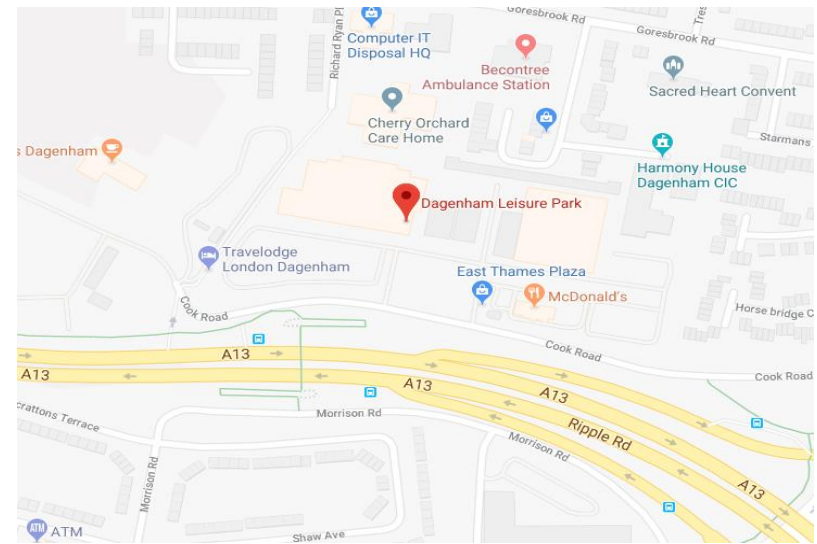 Goresbrook Rd
Goresbrook Rd
Tres
Richard Ryan Pl
Computer IT
Disposal HQ
Becontree
Ambulance Station
Sacred Heart Convent
Cherry Orchard
Care Home
Starmans
s Dagenham
Harmony House
Dagenham CIC
Dagenham Leisure Park
Travelodge
London Dagenham
East Thames Plaza
McDonald's
Cook Road
Horse bridge C
Cook Road
A13
A13
Cook Road
A13
A13
crattons Terrace
Morrison Rd
Ripple Rd
Morrison Rd
Morrison Rd
A13
ATM
ATM
Shaw Ave